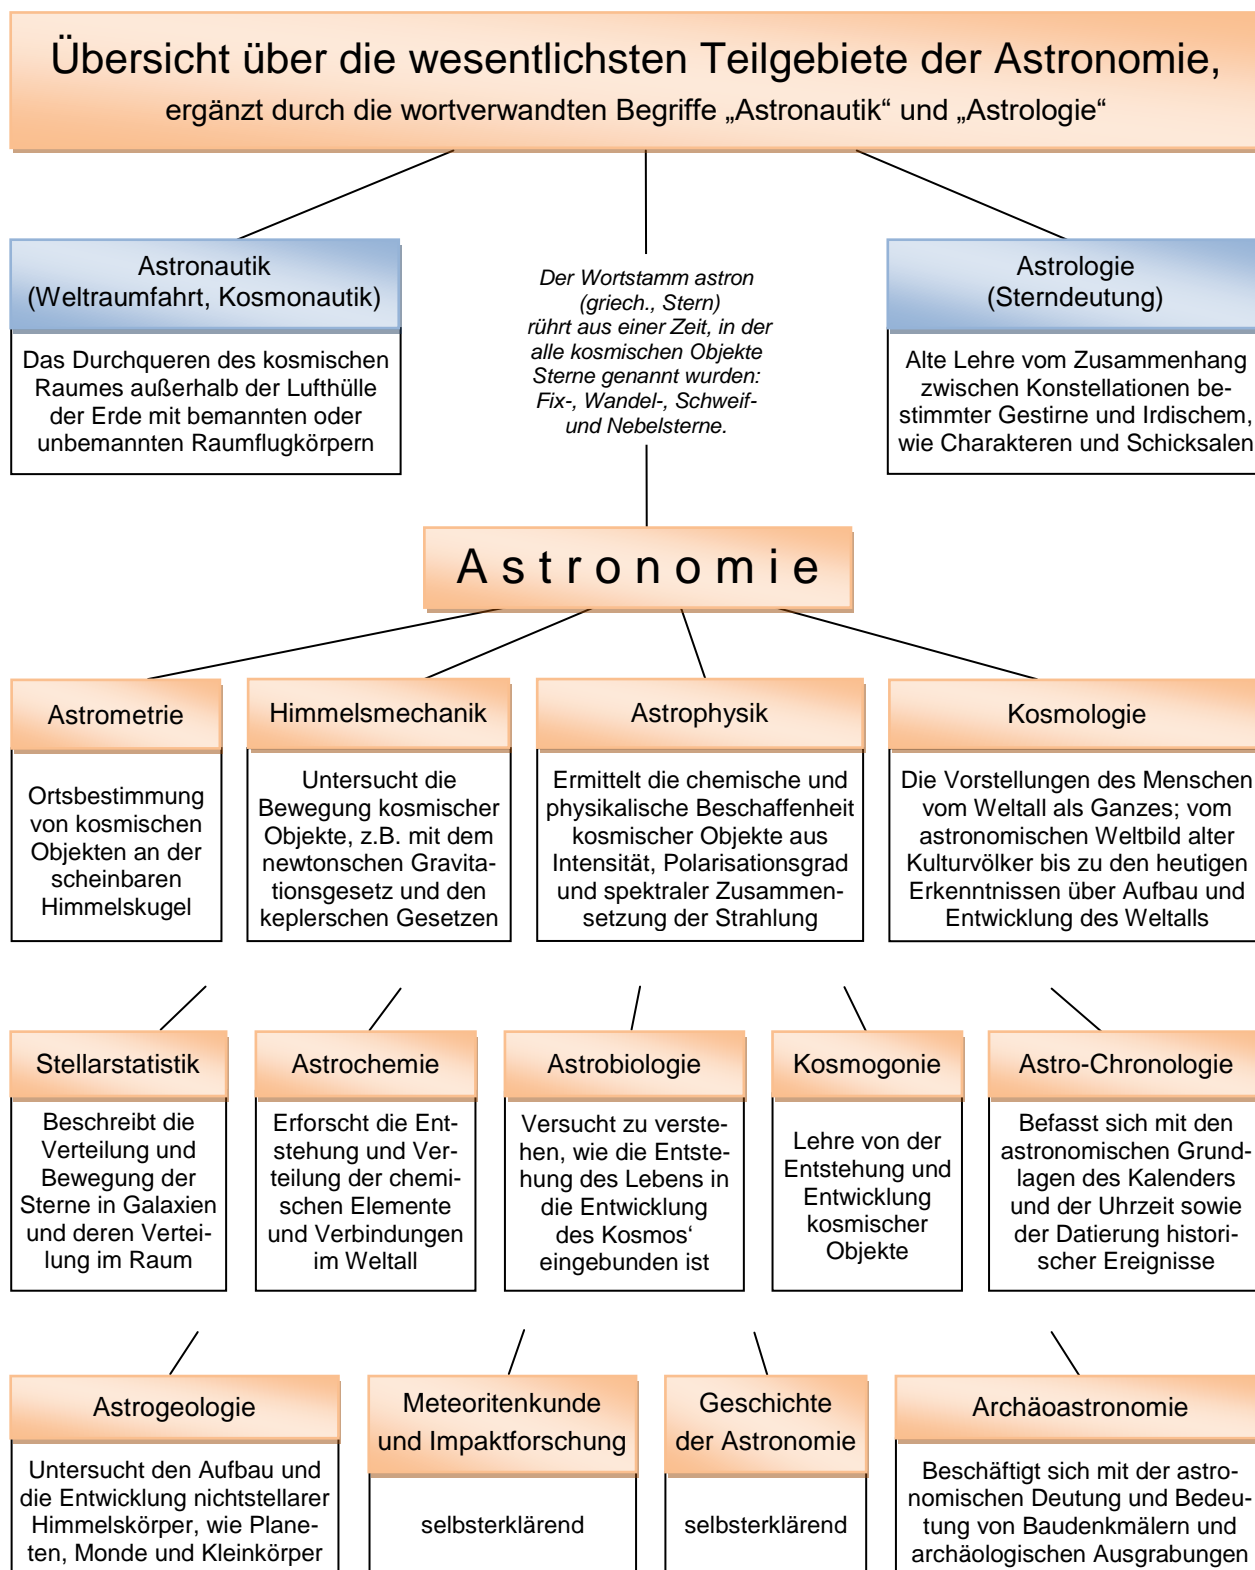 Übersicht über die wesentlichsten Teilgebiete der Astronomie,
ergänzt durch die wortverwandten Begriffe „Astronautik“ und „Astrologie“
Astronautik
(Weltraumfahrt, Kosmonautik)
Das Durchqueren des kosmischen
Raumes außerhalb der Lufthülle
der Erde mit bemannten oder
unbemannten Raumflugkörpern
Der Wortstamm astron
(griech., Stern)
rührt aus einer Zeit, in der
alle kosmischen Objekte
Sterne genannt wurden:
Fix-, Wandel-, Schweif-
und Nebelsterne.
Astrologie
(Sterndeutung)
Alte Lehre vom Zusammenhang
zwischen Konstellationen be-
stimmter Gestirne und Irdischem,
wie Charakteren und Schicksalen
Astronomie
Astrometrie
Ortsbestimmung
von kosmischen
Objekten an der
scheinbaren
Himmelskugel
Himmelsmechanik
Untersucht die
Bewegung kosmischer
Objekte, z.B. mit dem
newtonschen Gravita-
tionsgesetz und den
keplerschen Gesetzen
Astrophysik
Ermittelt die chemische und
physikalische Beschaffenheit
kosmischer Objekte aus
Intensität, Polarisationsgrad
und spektraler Zusammen-
setzung der Strahlung
Kosmologie
Die Vorstellungen des Menschen
vom Weltall als Ganzes; vom
astronomischen Weltbild alter
Kulturvölker bis zu den heutigen
Erkenntnissen über Aufbau und
Entwicklung des Weltalls
Stellarstatistik
Beschreibt die
Verteilung und
Bewegung der
Sterne in Galaxien
und deren Vertei-
lung im Raum
Astrochemie
Erforscht die Ent-
stehung und Ver-
teilung der chemi-
schen Elemente
und Verbindungen
im Weltall
Astrobiologie
Versucht zu verste-
hen, wie die Entste-
hung des Lebens in
die Entwicklung
des Kosmos‘
eingebunden ist
Kosmogonie
Lehre von der
Entstehung und
Entwicklung
kosmischer
Objekte
Astro-Chronologie
Befasst sich mit den
astronomischen Grund-
lagen des Kalenders
und der Uhrzeit sowie
der Datierung histori-
scher Ereignisse
Astrogeologie
Untersucht den Aufbau und
die Entwicklung nichtstellarer
Himmelskörper, wie Plane-
ten, Monde und Kleinkörper
Meteoritenkunde
und Impaktforschung
selbsterklärend
Geschichte
der Astronomie
selbsterklärend
Archäoastronomie
Beschäftigt sich mit der astro-
nomischen Deutung und Bedeu-
tung von Baudenkmälern und
archäologischen Ausgrabungen